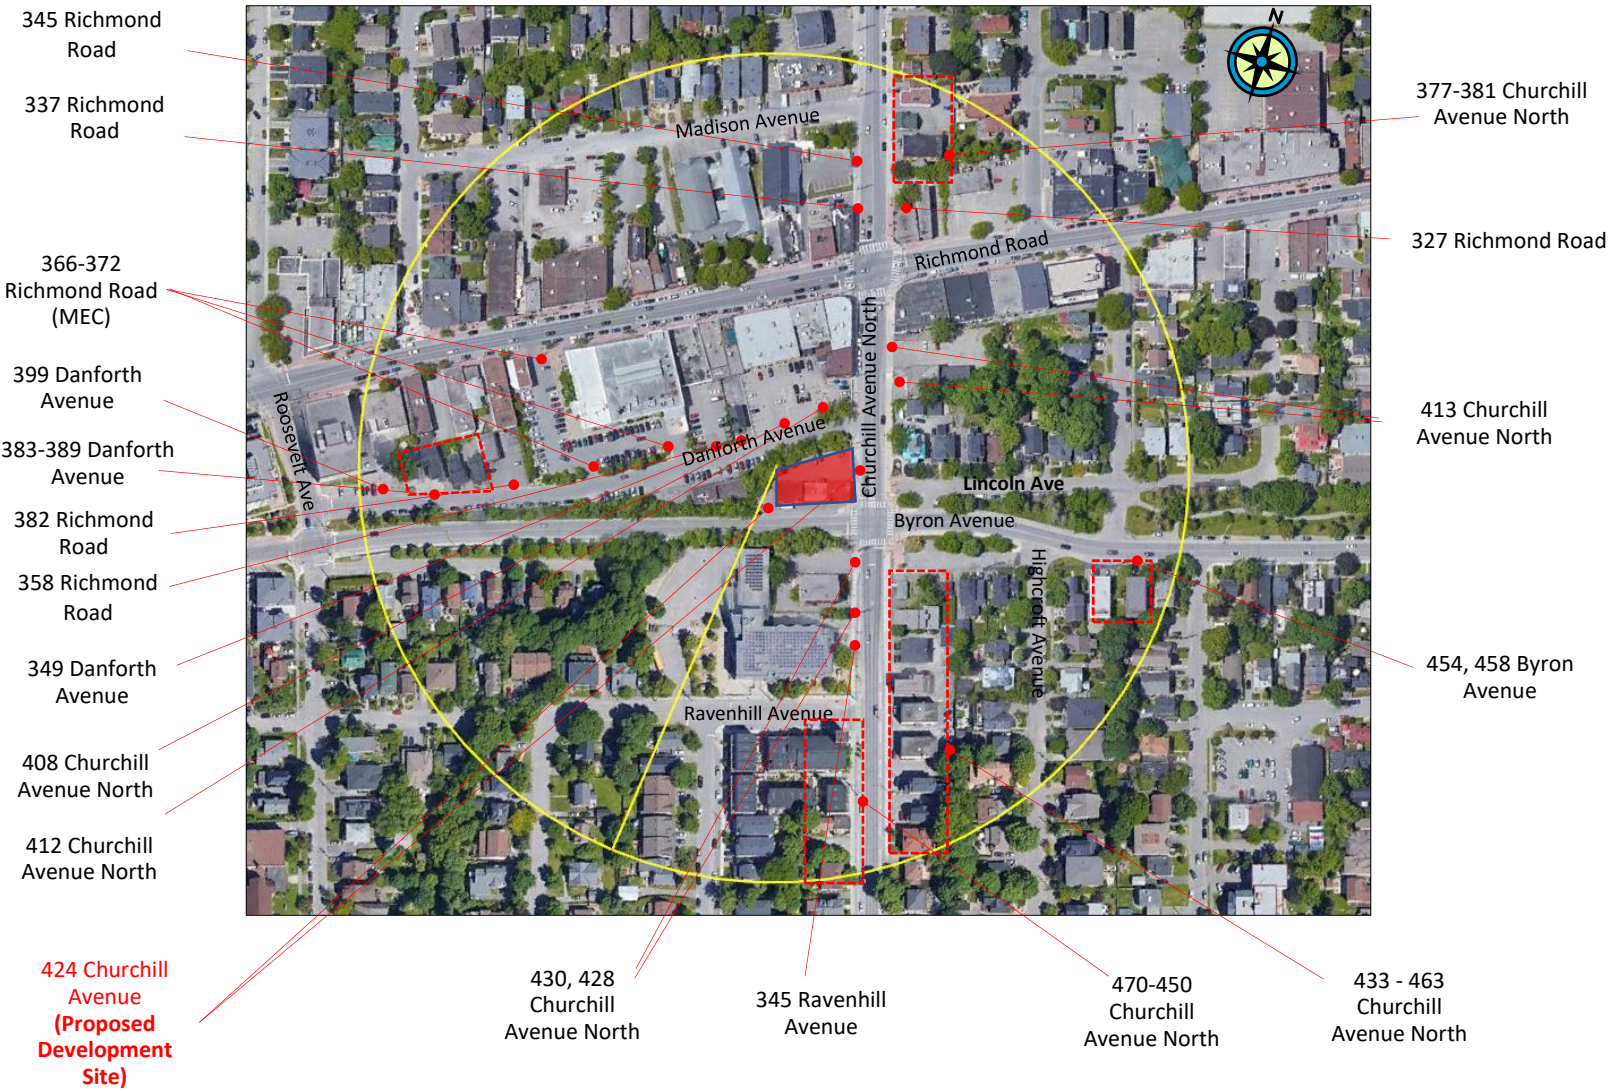 345 Richmond
Road
337 Richmond
Road
366-372
Richmond Road
(MEC)
399 Danforth
Avenue
383-389 Danforth
Avenue
382 Richmond
Road
358 Richmond
Road
349 Danforth
Avenue
408 Churchill
Avenue North
412 Churchill
Avenue North
424 Churchill
Avenue
(Proposed
Development
Site)
N
Madison Avenue
Richmond Road
Churchill Avenue North
Danforth Avenue
Roosevelt Ave
Lincoln Ave
Byron Avenue
Highcroft Avenue
Ravenhill Avenue
377-381 Churchill
Avenue North
327 Richmond Road
413 Churchill
Avenue North
454, 458 Byron
Avenue
430, 428
Churchill
Avenue North
345 Ravenhill
Avenue
470-450
Churchill
Avenue North
433 - 463
Churchill
Avenue North